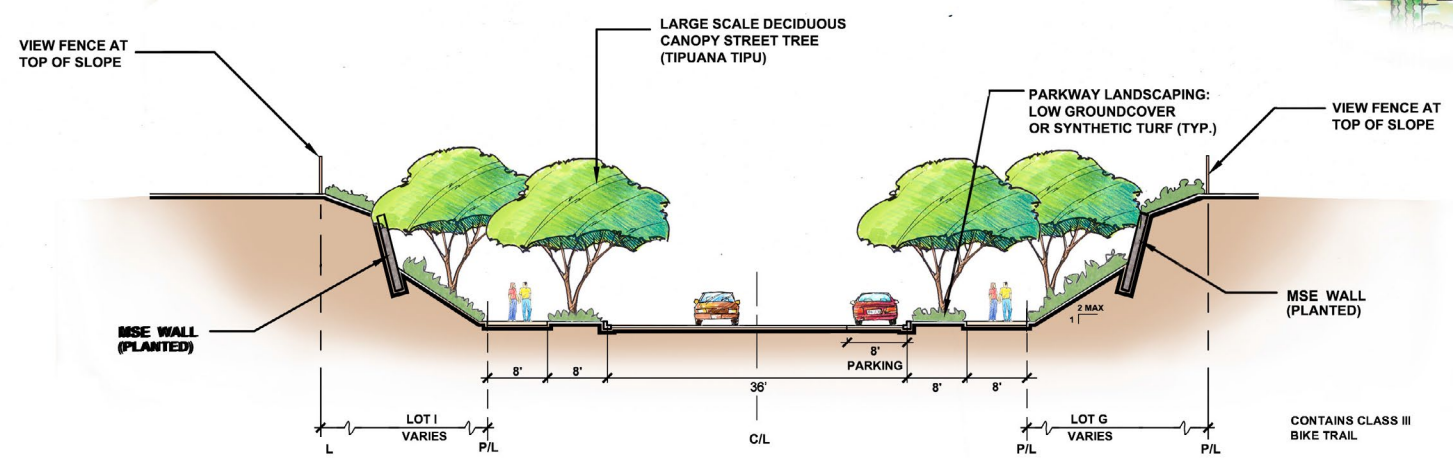 VIEW FENCE AT
TOP OF SLOPE
LARGE SCALE DECIDUOUS
CANOPY STREET TREE
(TIPUANA TIPU)
PARKWAY LANDSCAPING:
LOW GROUNDCOVER
OR SYNTHETIC TURF (TYP.)
VIEW FENCE AT
TOP OF SLOPE
MSE WALL
(PLANTED)
MSE WALL
(PLANTED)
2 MAX
1
8'
PARKING
8'
8'
36'
8'
8'
LOT I
VARIES
L
P/L
C/L
LOT G
VARIES
P/L
P/L
CONTAINS CLASS III
BIKE TRAIL